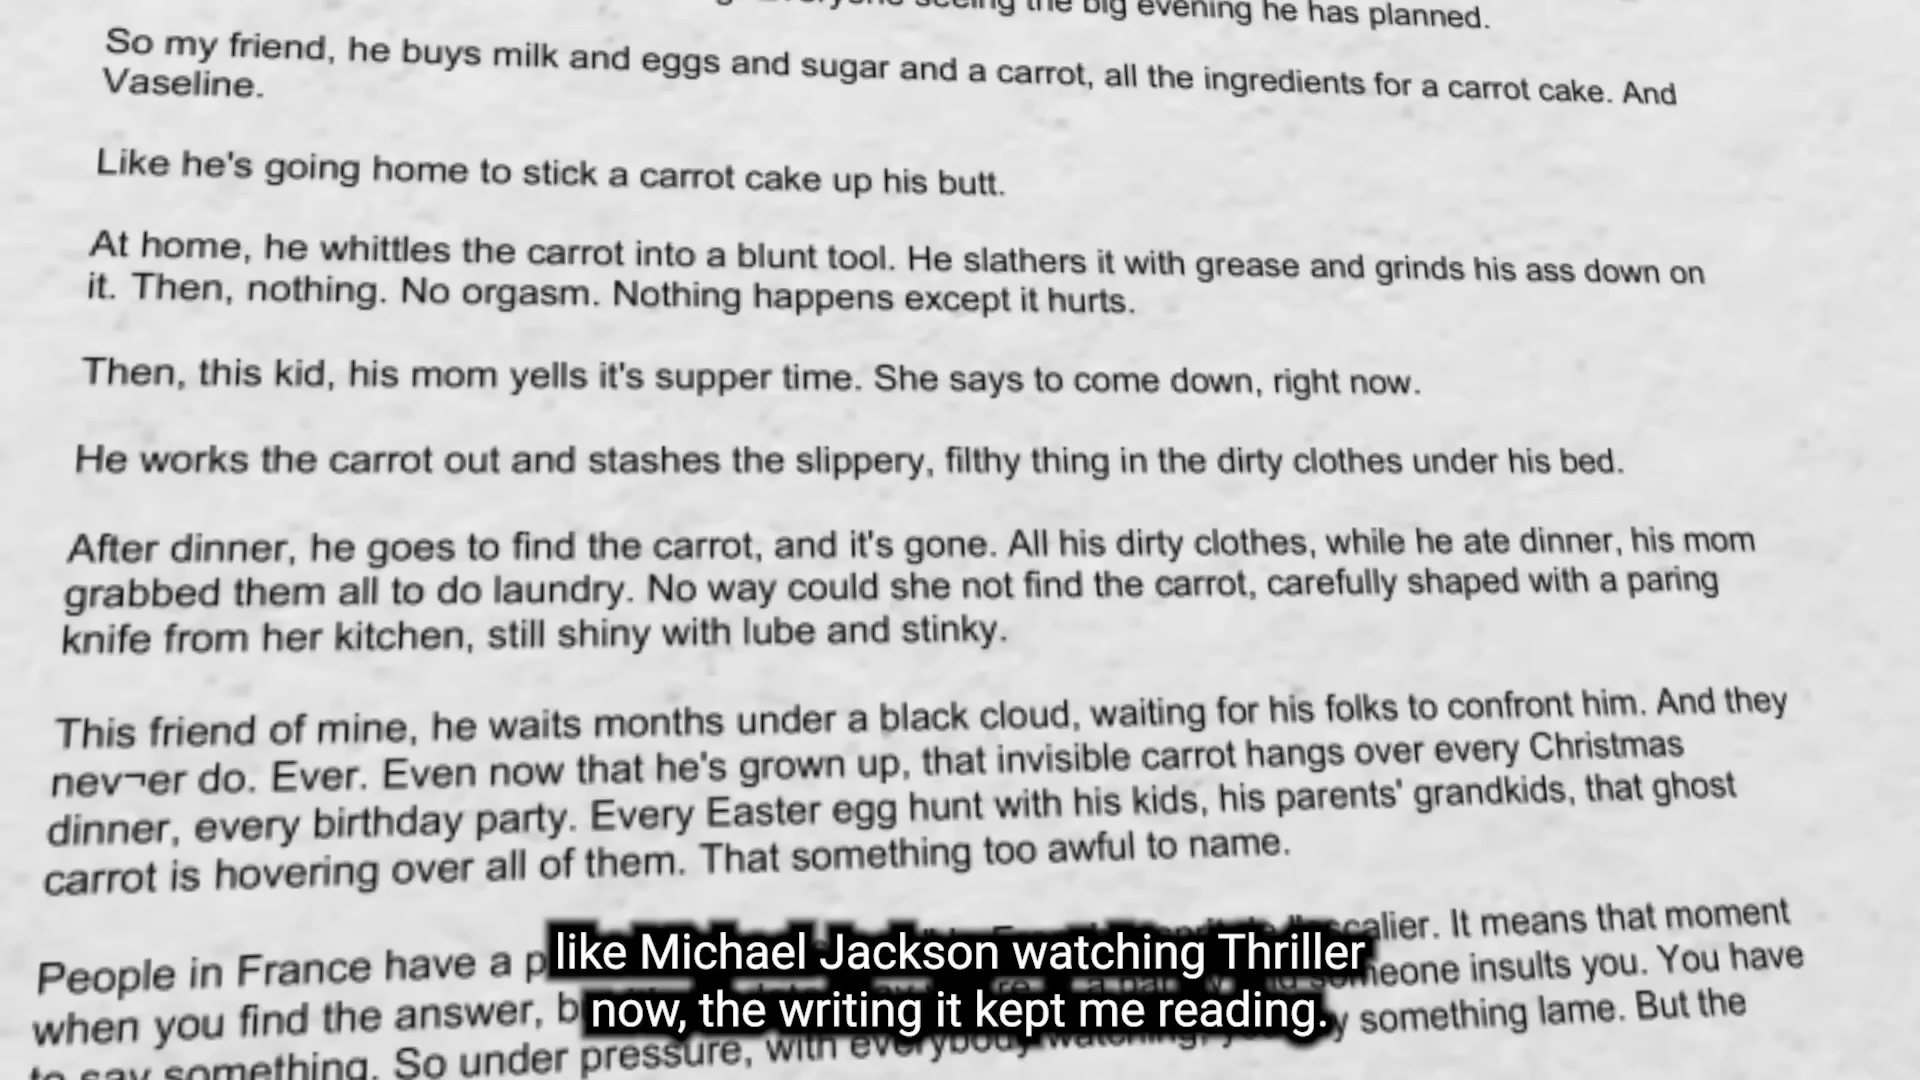 the big evening he has planned.
So my friend, he buys milk and eggs and sugar and a carrot, all the ingredients for a carrot cake. And
Vaseline.
Like he's going home to stick a carrot cake up his butt.
At home, he whittles the carrot into a blunt tool. He slathers it with grease and grinds his ass down on
it. Then, nothing. No orgasm. Nothing happens except it hurts.
Then, this kid, his mom yells it's supper time. She says to come down, right now.
He works the carrot out and stashes the slippery, filthy thing in the dirty clothes under his bed.
After dinner, he goes to find the carrot, and it's gone. All his dirty clothes, while he ate dinner, his mom
grabbed them all to do laundry. No way could she not find the carrot, carefully shaped with a paring
knife from her kitchen, still shiny with lube and stinky.
This friend of mine, he waits months under a black cloud, waiting for his folks to confront him. And they
nev¬er do. Ever. Even now that he's grown up, that invisible carrot hangs over every Christmas
dinner, every birthday party. Every Easter egg hunt with his kids, his parents' grandkids, that ghost
carrot is hovering over all of them. That something too awful to name.
People in France have a It means that moment
when you find the answer, insults you. You have
to say something. So under pressure, with everybody watching, something lame. But the
like Michael Jackson watching Thriller
now, the writing it kept me reading.